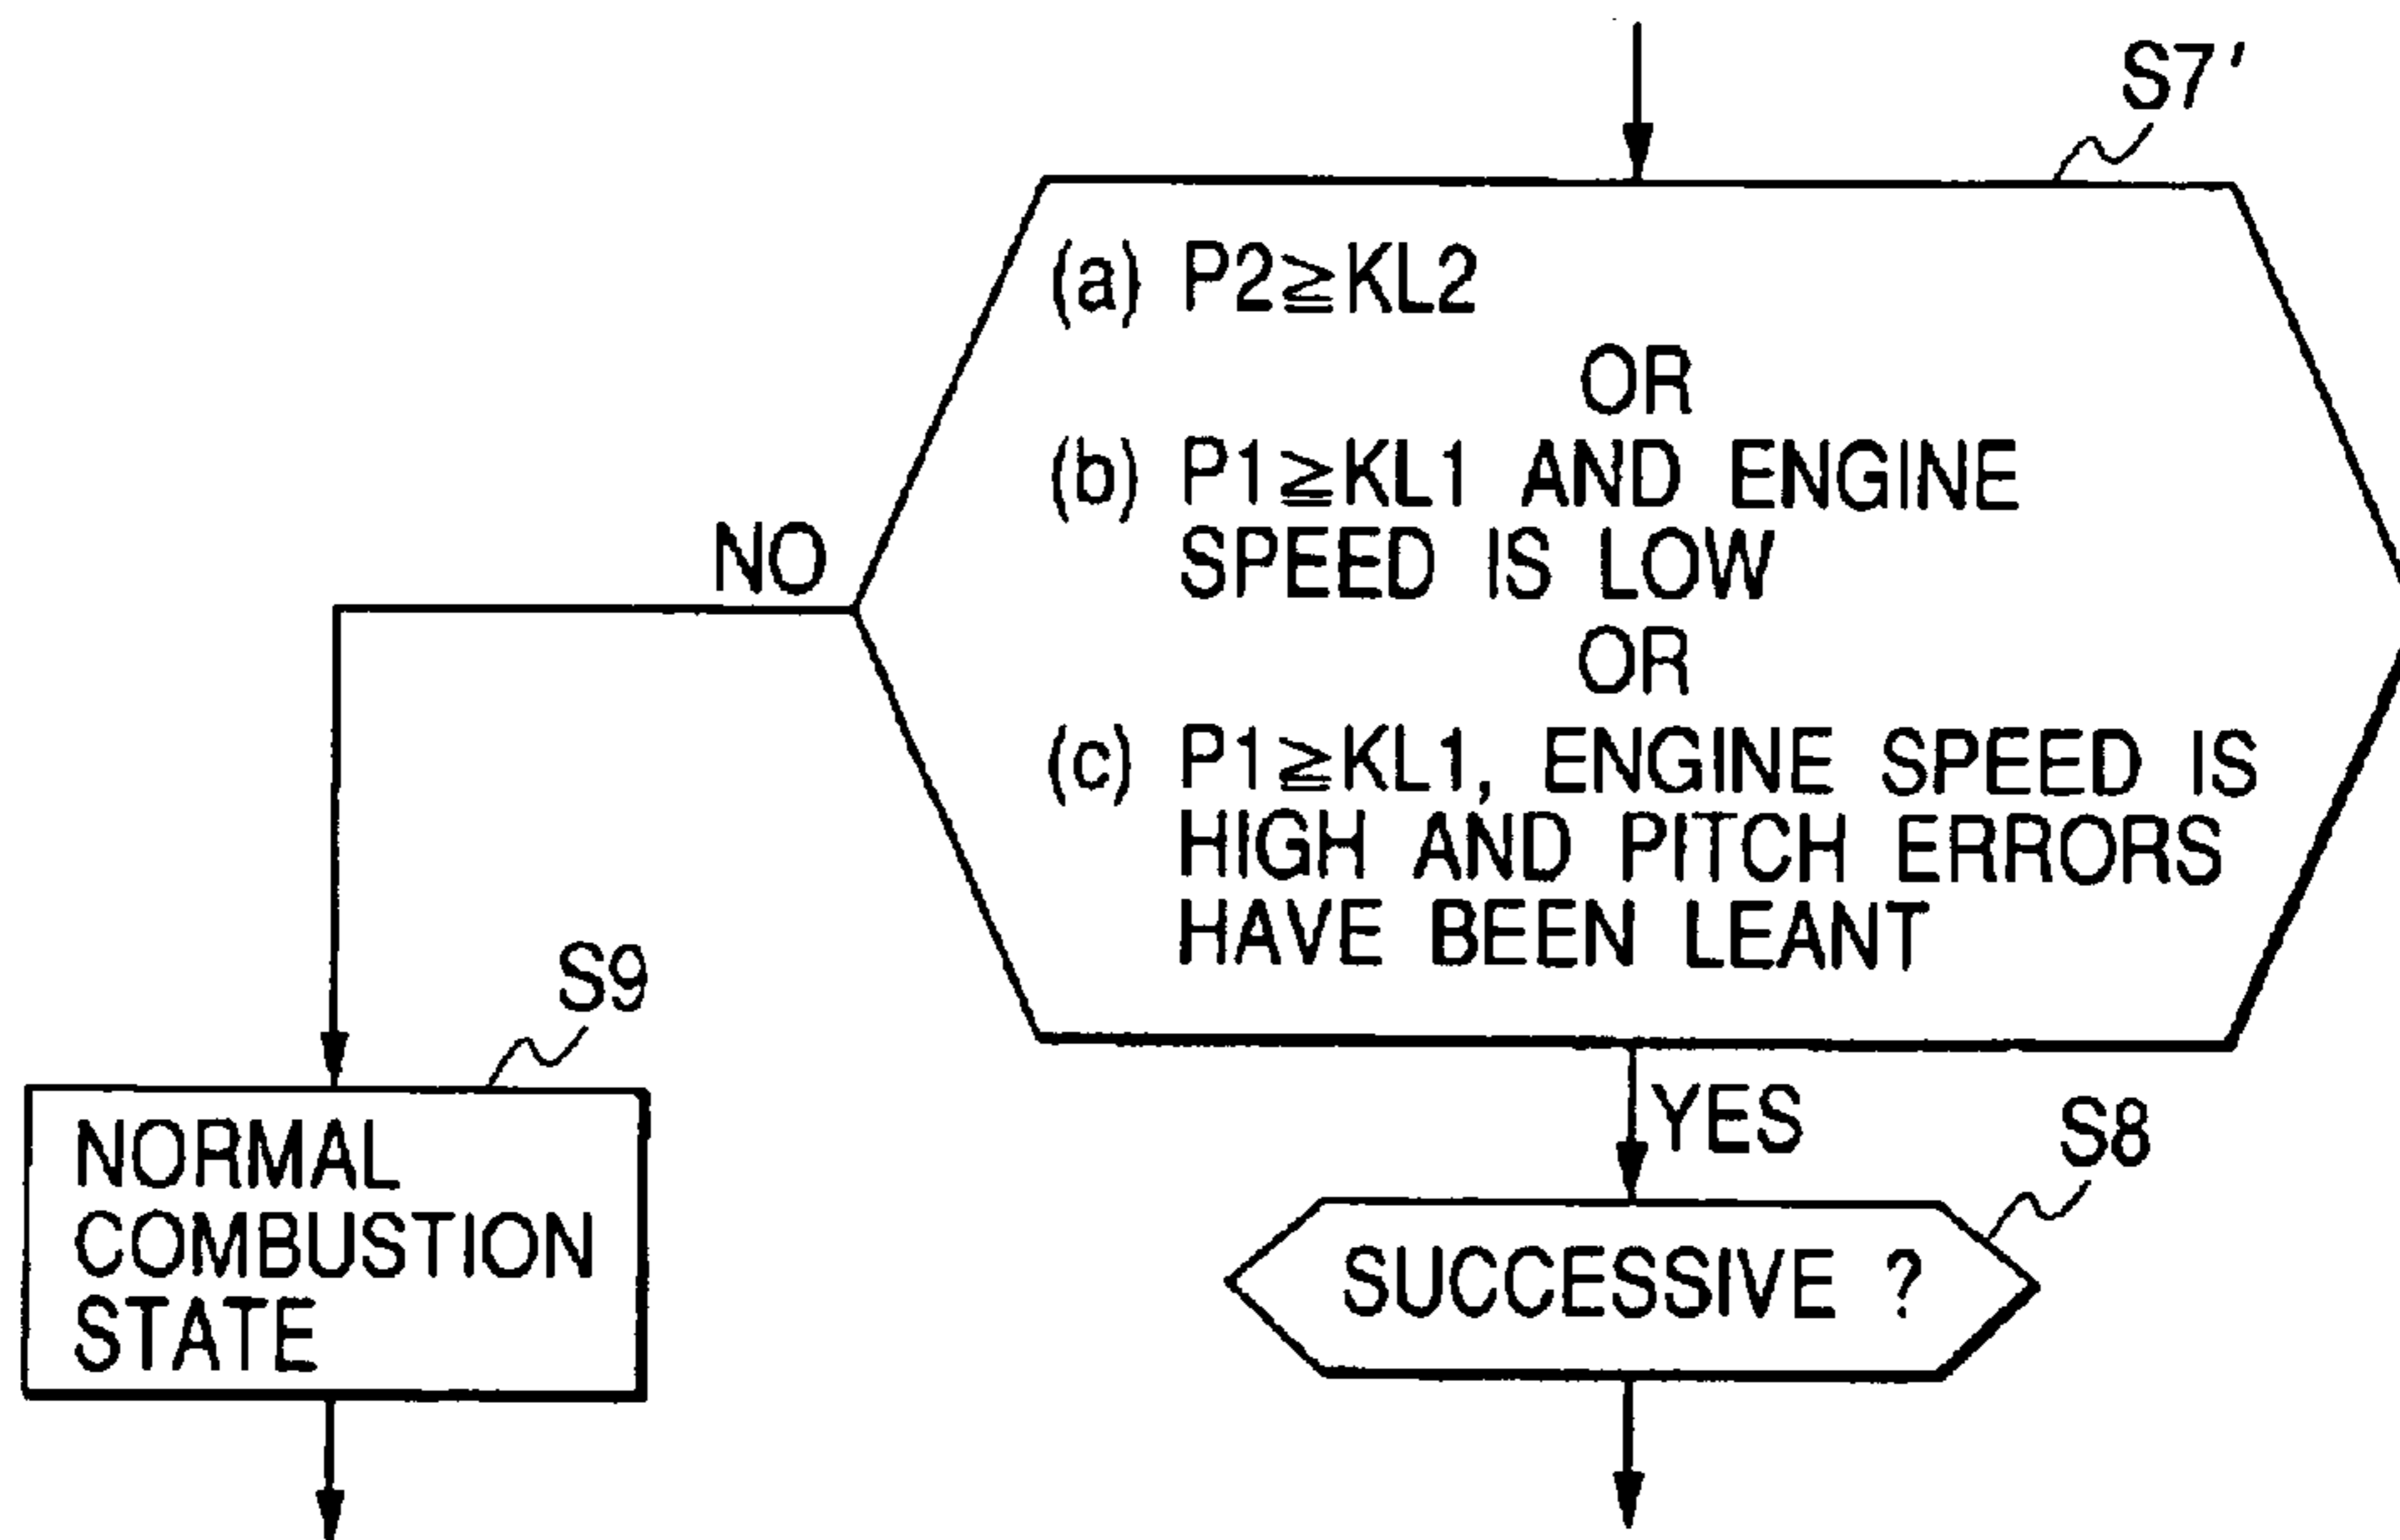 S7'
(a) P2≧KL2
OR
(b) P1≧KL1 AND ENGINE
SPEED IS LOW
OR
(c) P1≧KL1, ENGINE SPEED IS
HIGH AND PITCH ERRORS
HAVE BEEN LEANT
NO
YES
S9
NORMAL
COMBUSTION
STATE
S8
SUCCESSIVE ?